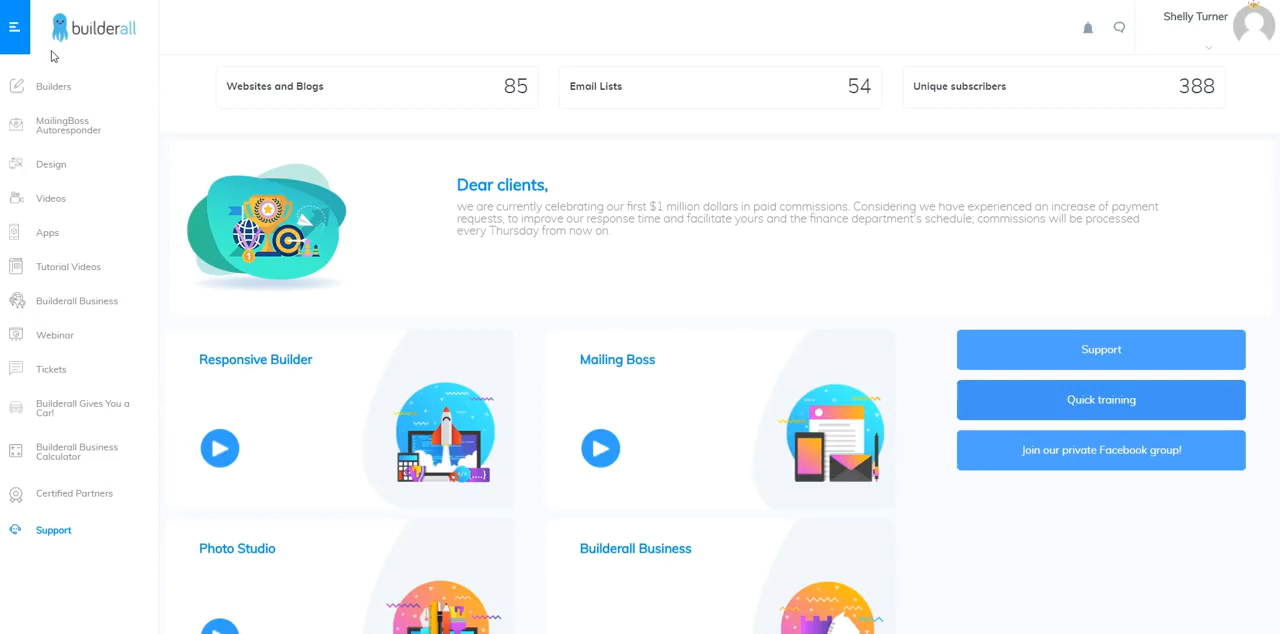 builderall
Shelly Turner
Builders
MailingBoss
Autoresponder
Design
Videos
Apps
Tutorial Videos
Builderall Business
Webinar
Tickets
Builderall Gives You a
Car!
Builderall Business
Calculator
Certified Partners
Support
Websites and Blogs 85
Email Lists 54
Unique subscribers 388
Dear clients,
we are currently celebrating our first $1 million dollars in paid commissions. Considering we have experienced an increase of payment
requests, to improve our response time and facilitate yours and the finance department's schedule; commissions will be processed
every Thursday from now on.
1
Responsive Builder
Mailing Boss
Support
Quick training
Join our private Facebook group!
Photo Studio
Builderall Business